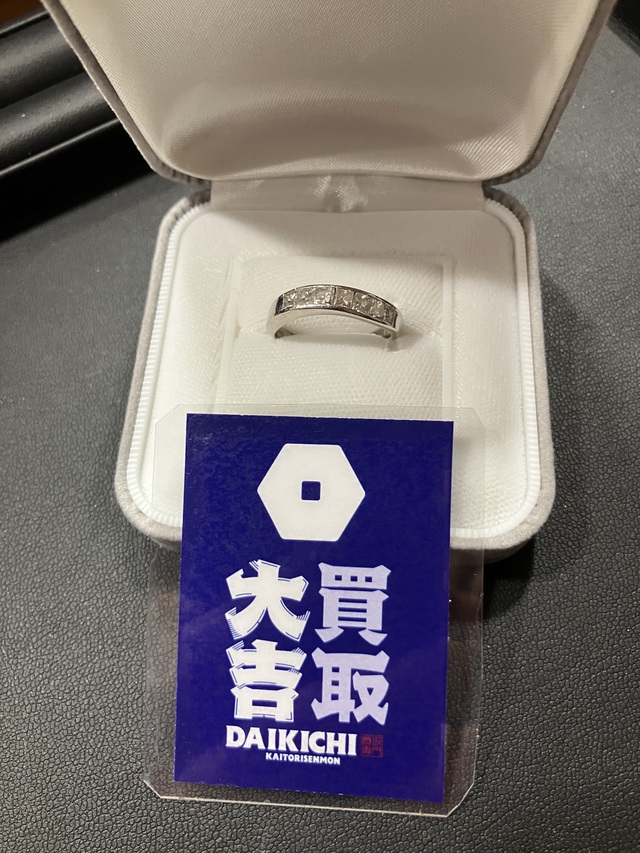 買取
大吉
DAIKICHI
KAITORISENMON